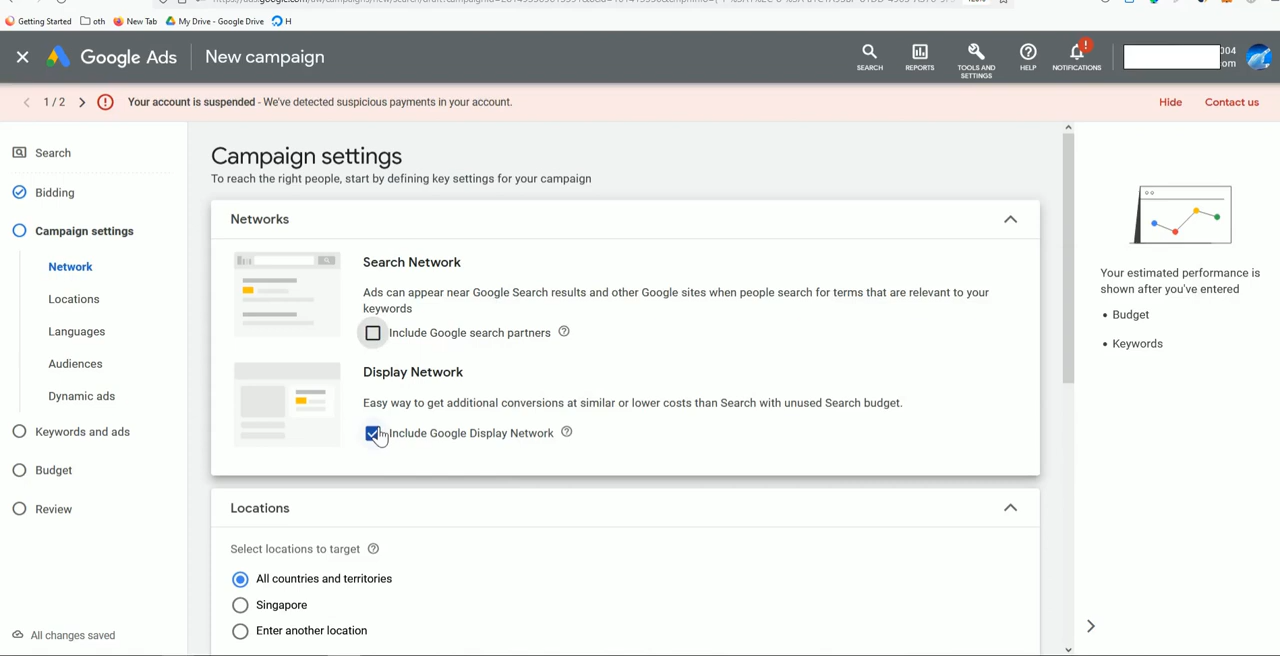 Getting Started oth New Tab My Drive - Google Drive H
Google Ads New campaign
SEARCH REPORTS TOOLS AND SETTINGS HELP NOTIFICATIONS ! 004
om
1 / 2 Your account is suspended - We've detected suspicious payments in your account. Hide Contact us
Search
Bidding
Campaign settings
Network
Locations
Languages
Audiences
Dynamic ads
Keywords and ads
Budget
Review
All changes saved
Campaign settings
To reach the right people, start by defining key settings for your campaign
Networks
Search Network
Ads can appear near Google Search results and other Google sites when people search for terms that are relevant to your
keywords
Include Google search partners
Display Network
Easy way to get additional conversions at similar or lower costs than Search with unused Search budget.
Include Google Display Network
Locations
Select locations to target
All countries and territories
Singapore
Enter another location
Your estimated performance is
shown after you've entered
• Budget
• Keywords